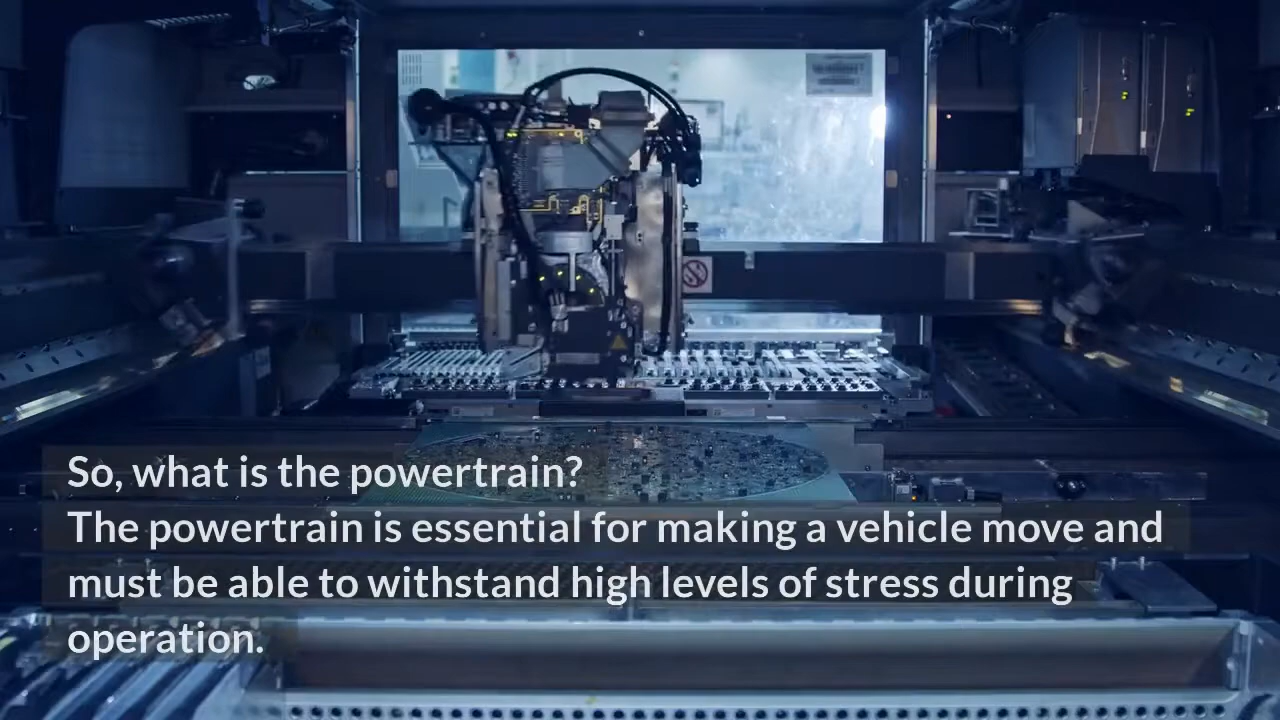 So, what is the powertrain?
The powertrain is essential for making a vehicle move and
must be able to withstand high levels of stress during
operation.